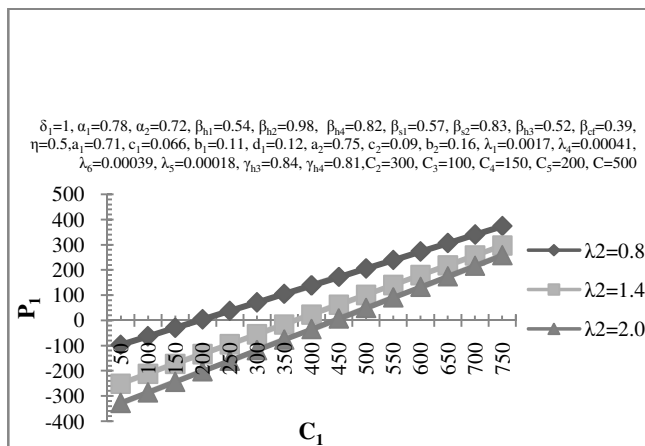 δ₁=1, α₁=0.78, α₂=0.72, βh1=0.54, βh2=0.98, βh4=0.82, βs1=0.57, βs2=0.83, βh3=0.52, βcf=0.39,
η=0.5,a₁=0.71, c₁=0.066, b₁=0.11, d₁=0.12, a₂=0.75, c₂=0.09, b₂=0.16, λ₁=0.0017, λ₄=0.00041,
λ₆=0.00039, λ₅=0.00018, γh3=0.84, γh4=0.81,C₂=300, C₃=100, C₄=150, C₅=200, C=500
500
400
300
200
100
0
-100
-200
-300
-400
P₁
50 100 150 200 250 300 350 400 450 500 550 600 650 700 750
C₁
λ2=0.8
λ2=1.4
λ2=2.0